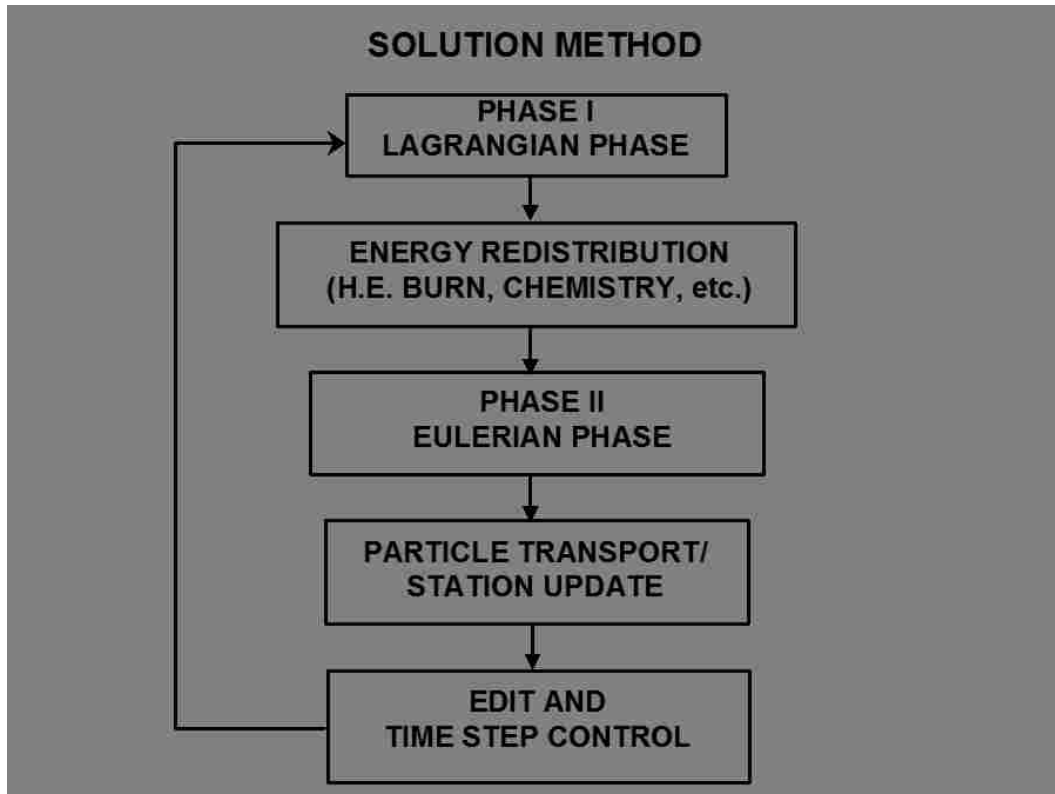 SOLUTION METHOD
PHASE I
LAGRANGIAN PHASE
ENERGY REDISTRIBUTION
(H.E. BURN, CHEMISTRY, etc.)
PHASE II
EULERIAN PHASE
PARTICLE TRANSPORT/
STATION UPDATE
EDIT AND
TIME STEP CONTROL